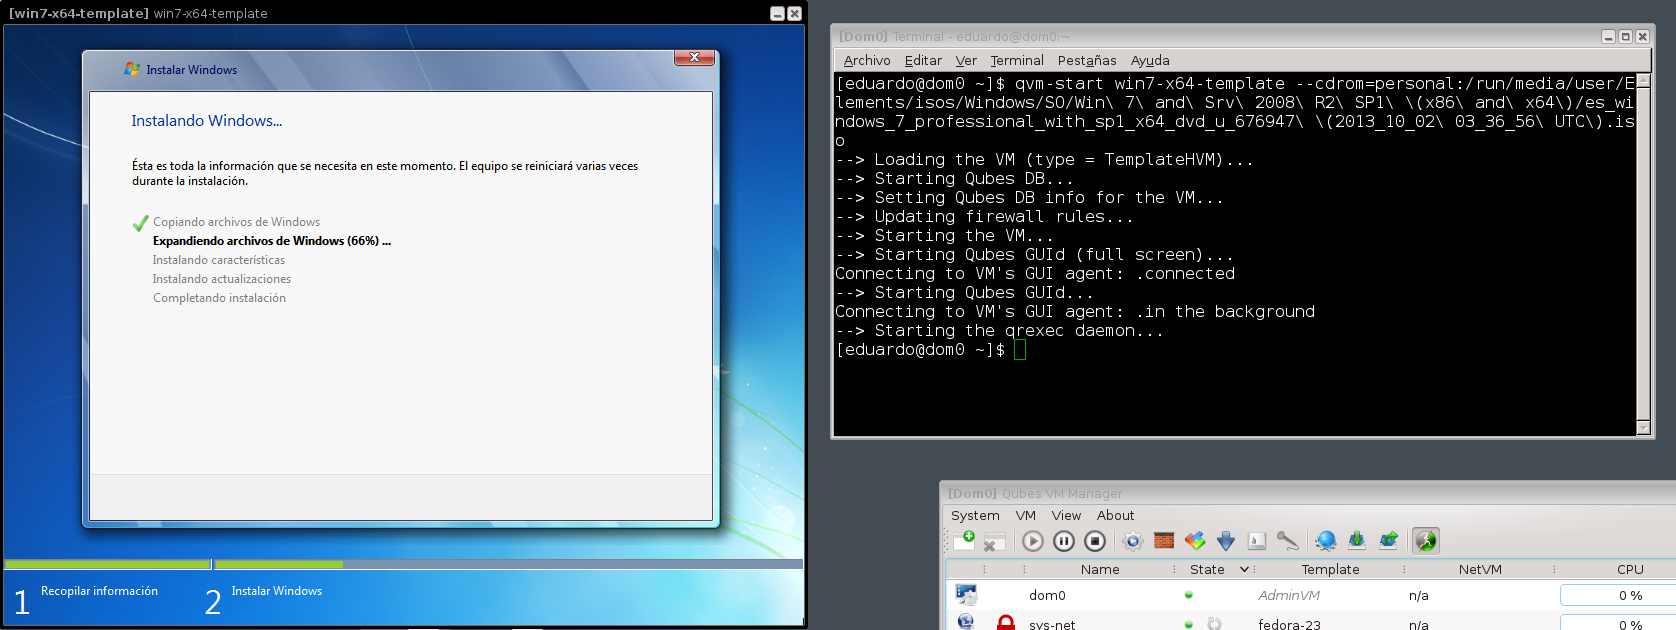 [win7-x64-template] win7-x64-template
Instalar Windows
Instalando Windows...
Ésta es toda la información que se necesita en este momento. El equipo se reiniciará varias veces
durante la instalación.
Copiando archivos de Windows
Expandiendo archivos de Windows (66%) ...
Instalando características
Instalando actualizaciones
Completando instalación
1 Recopilar información
2 Instalar Windows
[Dom0] Terminal - eduardo@dom0:~
Archivo Editar Ver Terminal Pestañas Ayuda
[eduardo@dom0 ~]$ qvm-start win7-x64-template --cdrom=personal:/run/media/user/E
lements/isos/Windows/SO/Win\ 7\ and\ Srv\ 2008\ R2\ SP1\ \(x86\ and\ x64\)/es_wi
ndows_7_professional_with_sp1_x64_dvd_u_676947\ \(2013_10_02\ 03_36_56\ UTC\).is
o
--> Loading the VM (type = TemplateHVM)...
--> Starting Qubes DB...
--> Setting Qubes DB info for the VM...
--> Updating firewall rules...
--> Starting the VM...
--> Starting Qubes GUId (full screen)...
Connecting to VM's GUI agent: .connected
--> Starting Qubes GUId...
Connecting to VM's GUI agent: .in the background
--> Starting the qrexec daemon...
[eduardo@dom0 ~]$
[Dom0] Qubes VM Manager
System VM View About
Name State Template NetVM CPU
dom0 AdminVM n/a 0 %
sys-net fedora-23 n/a 0 %